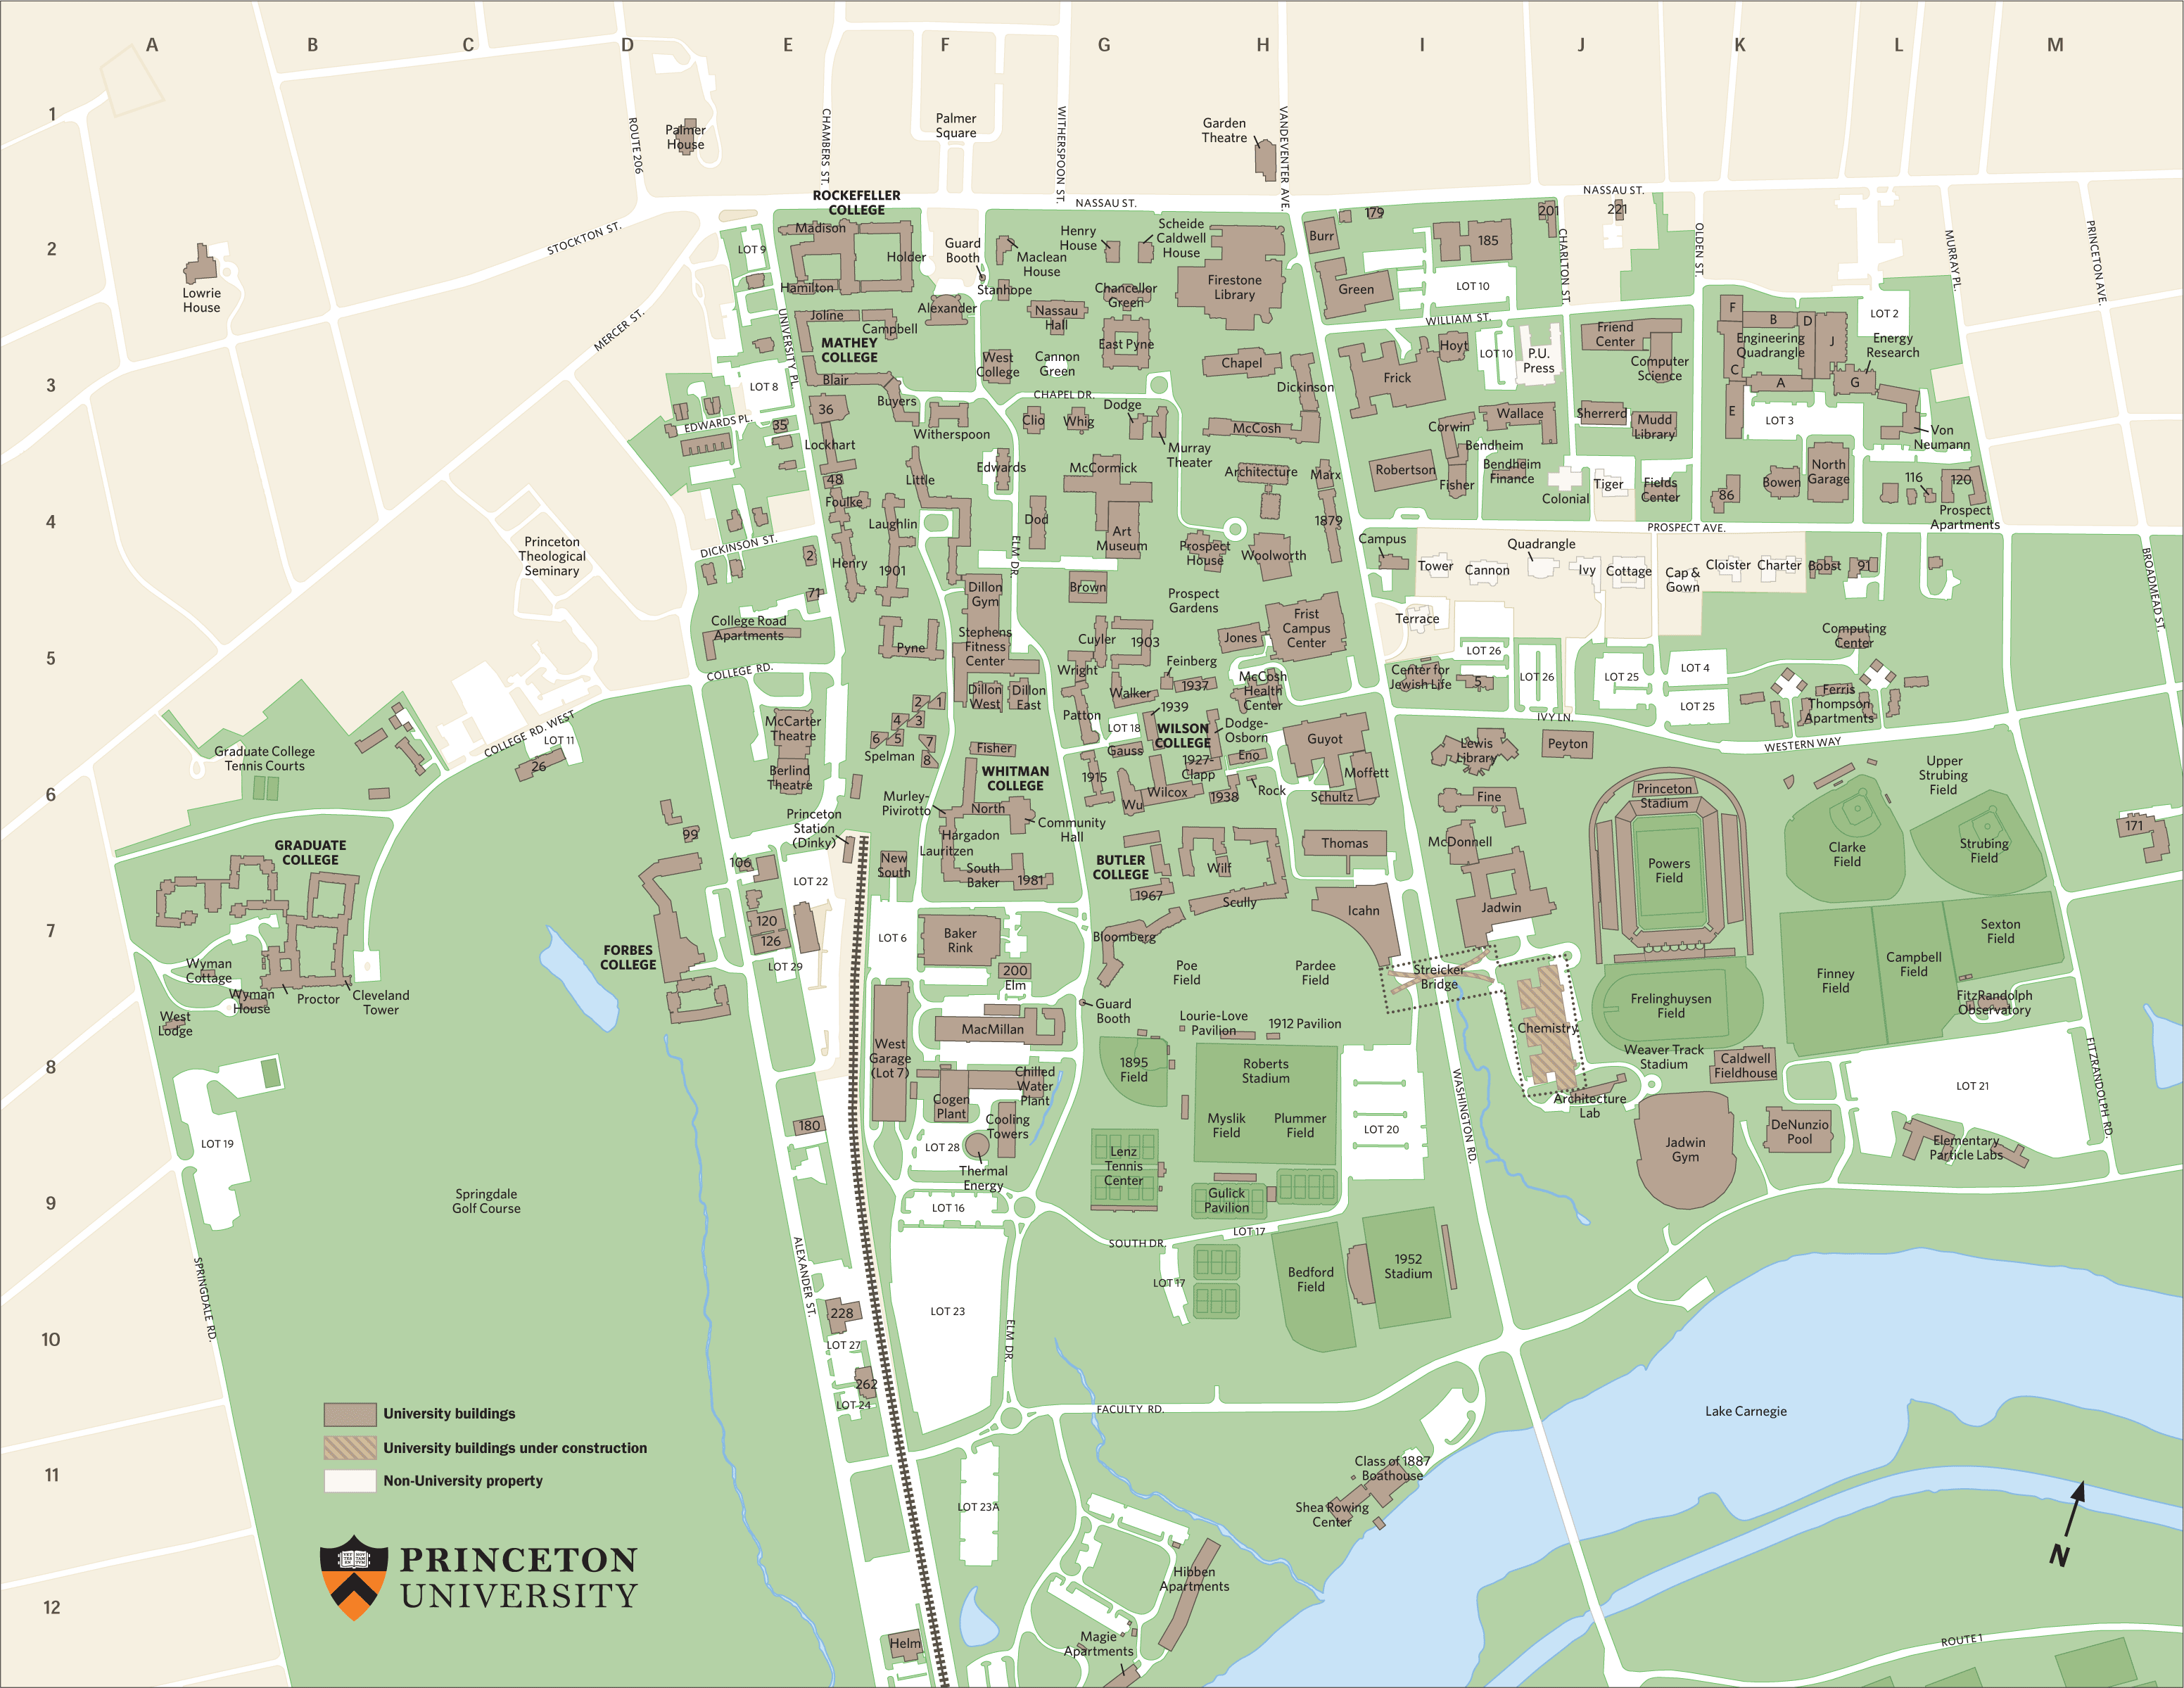 A B C D E F G H I J K L M
1
2
3
4
5
6
7
8
9
10
11
12
ROUTE 206
CHAMBERS ST.
WITHERSPOON ST.
VANDEVENTER AVE.
Palmer
House
Palmer
Square
Garden
Theatre
NASSAU ST.
NASSAU ST.
STOCKTON ST.
MERCER ST.
UNIVERSITY PL.
CHARLTON ST.
OLDEN ST.
MURRAY PL.
PRINCETON AVE.
Lowrie
House
LOT 9
ROCKEFELLER
COLLEGE
Madison
Holder
Hamilton
Guard
Booth
Maclean
House
Stanhope
Henry
House
Scheide
Caldwell
House
Firestone
Library
Burr
179
185
201
221
Green
LOT 10
WILLIAM ST.
Joline
Campbell
Alexander
Nassau
Hall
Chancellor
Green
East Pyne
MATHEY
COLLEGE
Blair
Buyers
West
College
Cannon
Green
Chapel
Dickinson
Frick
Hoyt
LOT 10
P.U.
Press
Friend
Center
Computer
Science
F
B
D
Engineering
Quadrangle
J
C
A
E
G
Energy
Research
LOT 2
LOT 3
Von
Neumann
LOT 8
EDWARDS PL.
35
36
Lockhart
48
Foulke
CHAPEL DR.
Witherspoon
Clio
Whig
Dodge
Murray
Theater
McCosh
Corwin
Wallace
Bendheim
Bendheim
Finance
Sherrerd
Mudd
Library
Robertson
Fisher
Colonial
Tiger
Fields
Center
86
Bowen
North
Garage
116
120
Prospect
Apartments
Little
Edwards
McCormick
Architecture
Marx
Laughlin
Dod
Art
Museum
1879
PROSPECT AVE.
Princeton
Theological
Seminary
DICKINSON ST.
2
71
Henry
1901
ELM DR.
Prospect
House
Woolworth
Campus
Tower
Cannon
Quadrangle
Ivy
Cottage
Cap &
Gown
Cloister
Charter
Bobst
91
BROADMEAD ST.
Dillon
Gym
Brown
Prospect
Gardens
Terrace
College Road
Apartments
COLLEGE RD.
Pyne
Stephens
Fitness
Center
Cuyler
1903
Jones
Frist
Campus
Center
Computing
Center
LOT 26
LOT 26
LOT 25
LOT 4
LOT 25
Wright
Feinberg
1937
Walker
McCosh
Health
Center
Center for
Jewish Life
5
Ferris
Thompson
Apartments
Dillon
West
Dillon
East
2
1
4
3
6
5
7
8
Spelman
Patton
1939
LOT 18
WILSON
COLLEGE
Dodge-
Osborn
IVY LN.
WESTERN WAY
McCarter
Theatre
Berlind
Theatre
COLLEGE RD. WEST
LOT 11
26
Graduate College
Tennis Courts
Fisher
Gauss
1927-
Clapp
Eno
Guyot
Moffett
Lewis
Library
Peyton
Upper
Strubing
Field
WHITMAN
COLLEGE
1915
Wu
Wilcox
1938
Rock
Schultz
Fine
Princeton
Stadium
Murley-
Pivirotto
North
Community
Hall
Hargadon
Lauritzen
Princeton
Station
(Dinky)
99
GRADUATE
COLLEGE
106
LOT 22
New
South
South
Baker
1981
BUTLER
COLLEGE
Wilf
Thomas
McDonnell
Powers
Field
Clarke
Field
Strubing
Field
171
1967
Scully
Icahn
Jadwin
120
126
LOT 29
FORBES
COLLEGE
LOT 6
Baker
Rink
Bloomberg
Sexton
Field
Campbell
Field
Finney
Field
Wyman
Cottage
Wyman
House
Proctor
Cleveland
Tower
West
Lodge
200
Elm
Poe
Field
Pardee
Field
Streicker
Bridge
Frelinghuysen
Field
FitzRandolph
Observatory
Guard
Booth
Lourie-Love
Pavilion
1912 Pavilion
Chemistry
MacMillan
West
Garage
(Lot 7)
1895
Field
Roberts
Stadium
Weaver Track
Stadium
Caldwell
Fieldhouse
Chilled
Water
Plant
Cogen
Plant
Cooling
Towers
Myslik
Field
Plummer
Field
LOT 20
Architecture
Lab
LOT 21
FITZRANDOLPH RD.
WASHINGTON RD.
180
LOT 19
LOT 28
Thermal
Energy
Lenz
Tennis
Center
Jadwin
Gym
DeNunzio
Pool
Elementary
Particle Labs
Springdale
Golf Course
LOT 16
Gulick
Pavilion
SOUTH DR.
LOT 17
LOT 17
SPRINGDALE RD.
ALEXANDER ST.
Bedford
Field
1952
Stadium
228
LOT 23
LOT 27
ELM DR.
262
LOT 24
FACULTY RD.
Lake Carnegie
University buildings
University buildings under construction
Non-University property
Class of 1887
Boathouse
Shea Rowing
Center
LOT 23A
N
PRINCETON
UNIVERSITY
Hibben
Apartments
Magie
Apartments
Helm
ROUTE 1